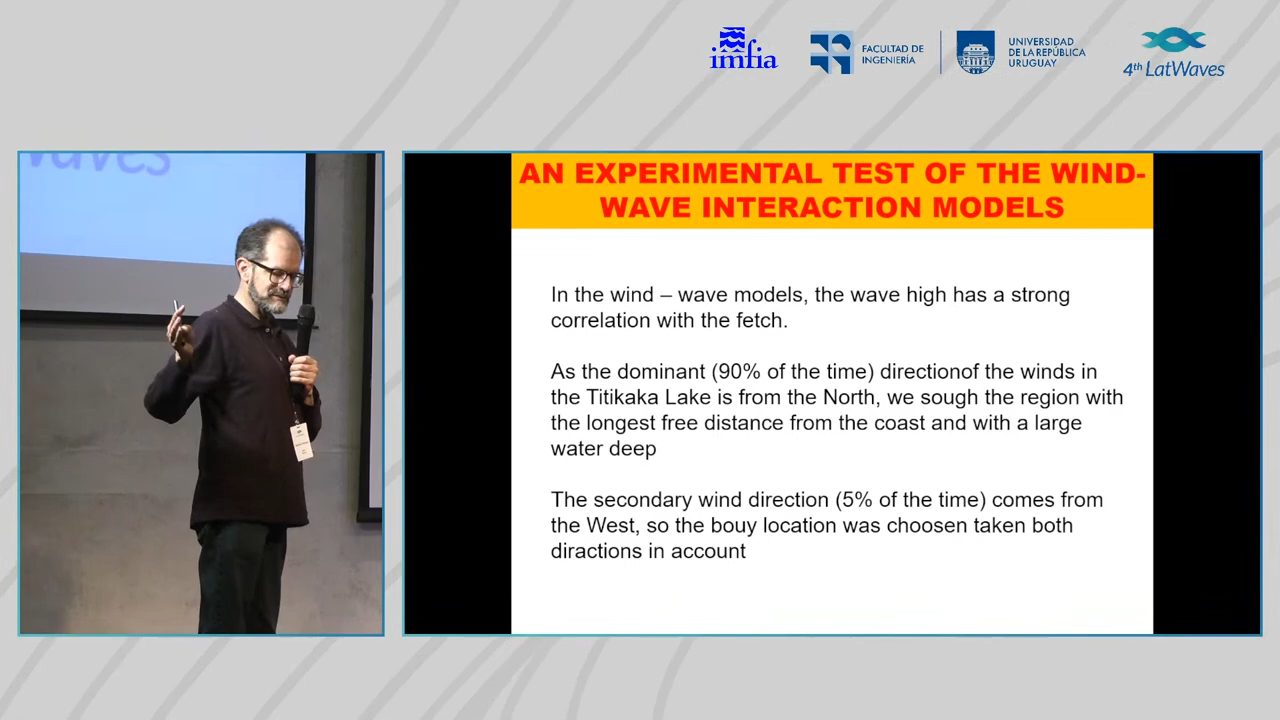 imfia
FACULTAD DE
INGENIERÍA
UNIVERSIDAD
DE LA REPÚBLICA
URUGUAY
4th LatWaves
waves
AN EXPERIMENTAL TEST OF THE WIND-
WAVE INTERACTION MODELS
In the wind – wave models, the wave high has a strong
correlation with the fetch.
As the dominant (90% of the time) directionof the winds in
the Titikaka Lake is from the North, we sough the region with
the longest free distance from the coast and with a large
water deep
The secondary wind direction (5% of the time) comes from
the West, so the bouy location was choosen taken both
diractions in account